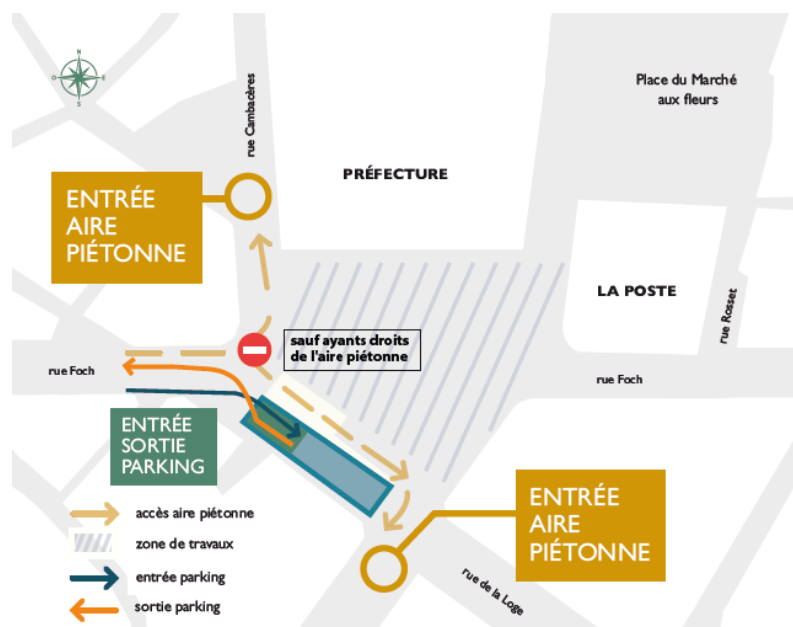 N
O
E
S
rue Cambacères
Place du Marché
aux fleurs
PRÉFECTURE
ENTRÉE
AIRE
PIÉTONNE
LA POSTE
rue Rosset
sauf ayants droits
de l'aire piétonne
rue Foch
rue Foch
ENTRÉE
SORTIE
PARKING
ENTRÉE
AIRE
PIÉTONNE
accès aire piétonne
zone de travaux
entrée parking
sortie parking
rue de la Loge